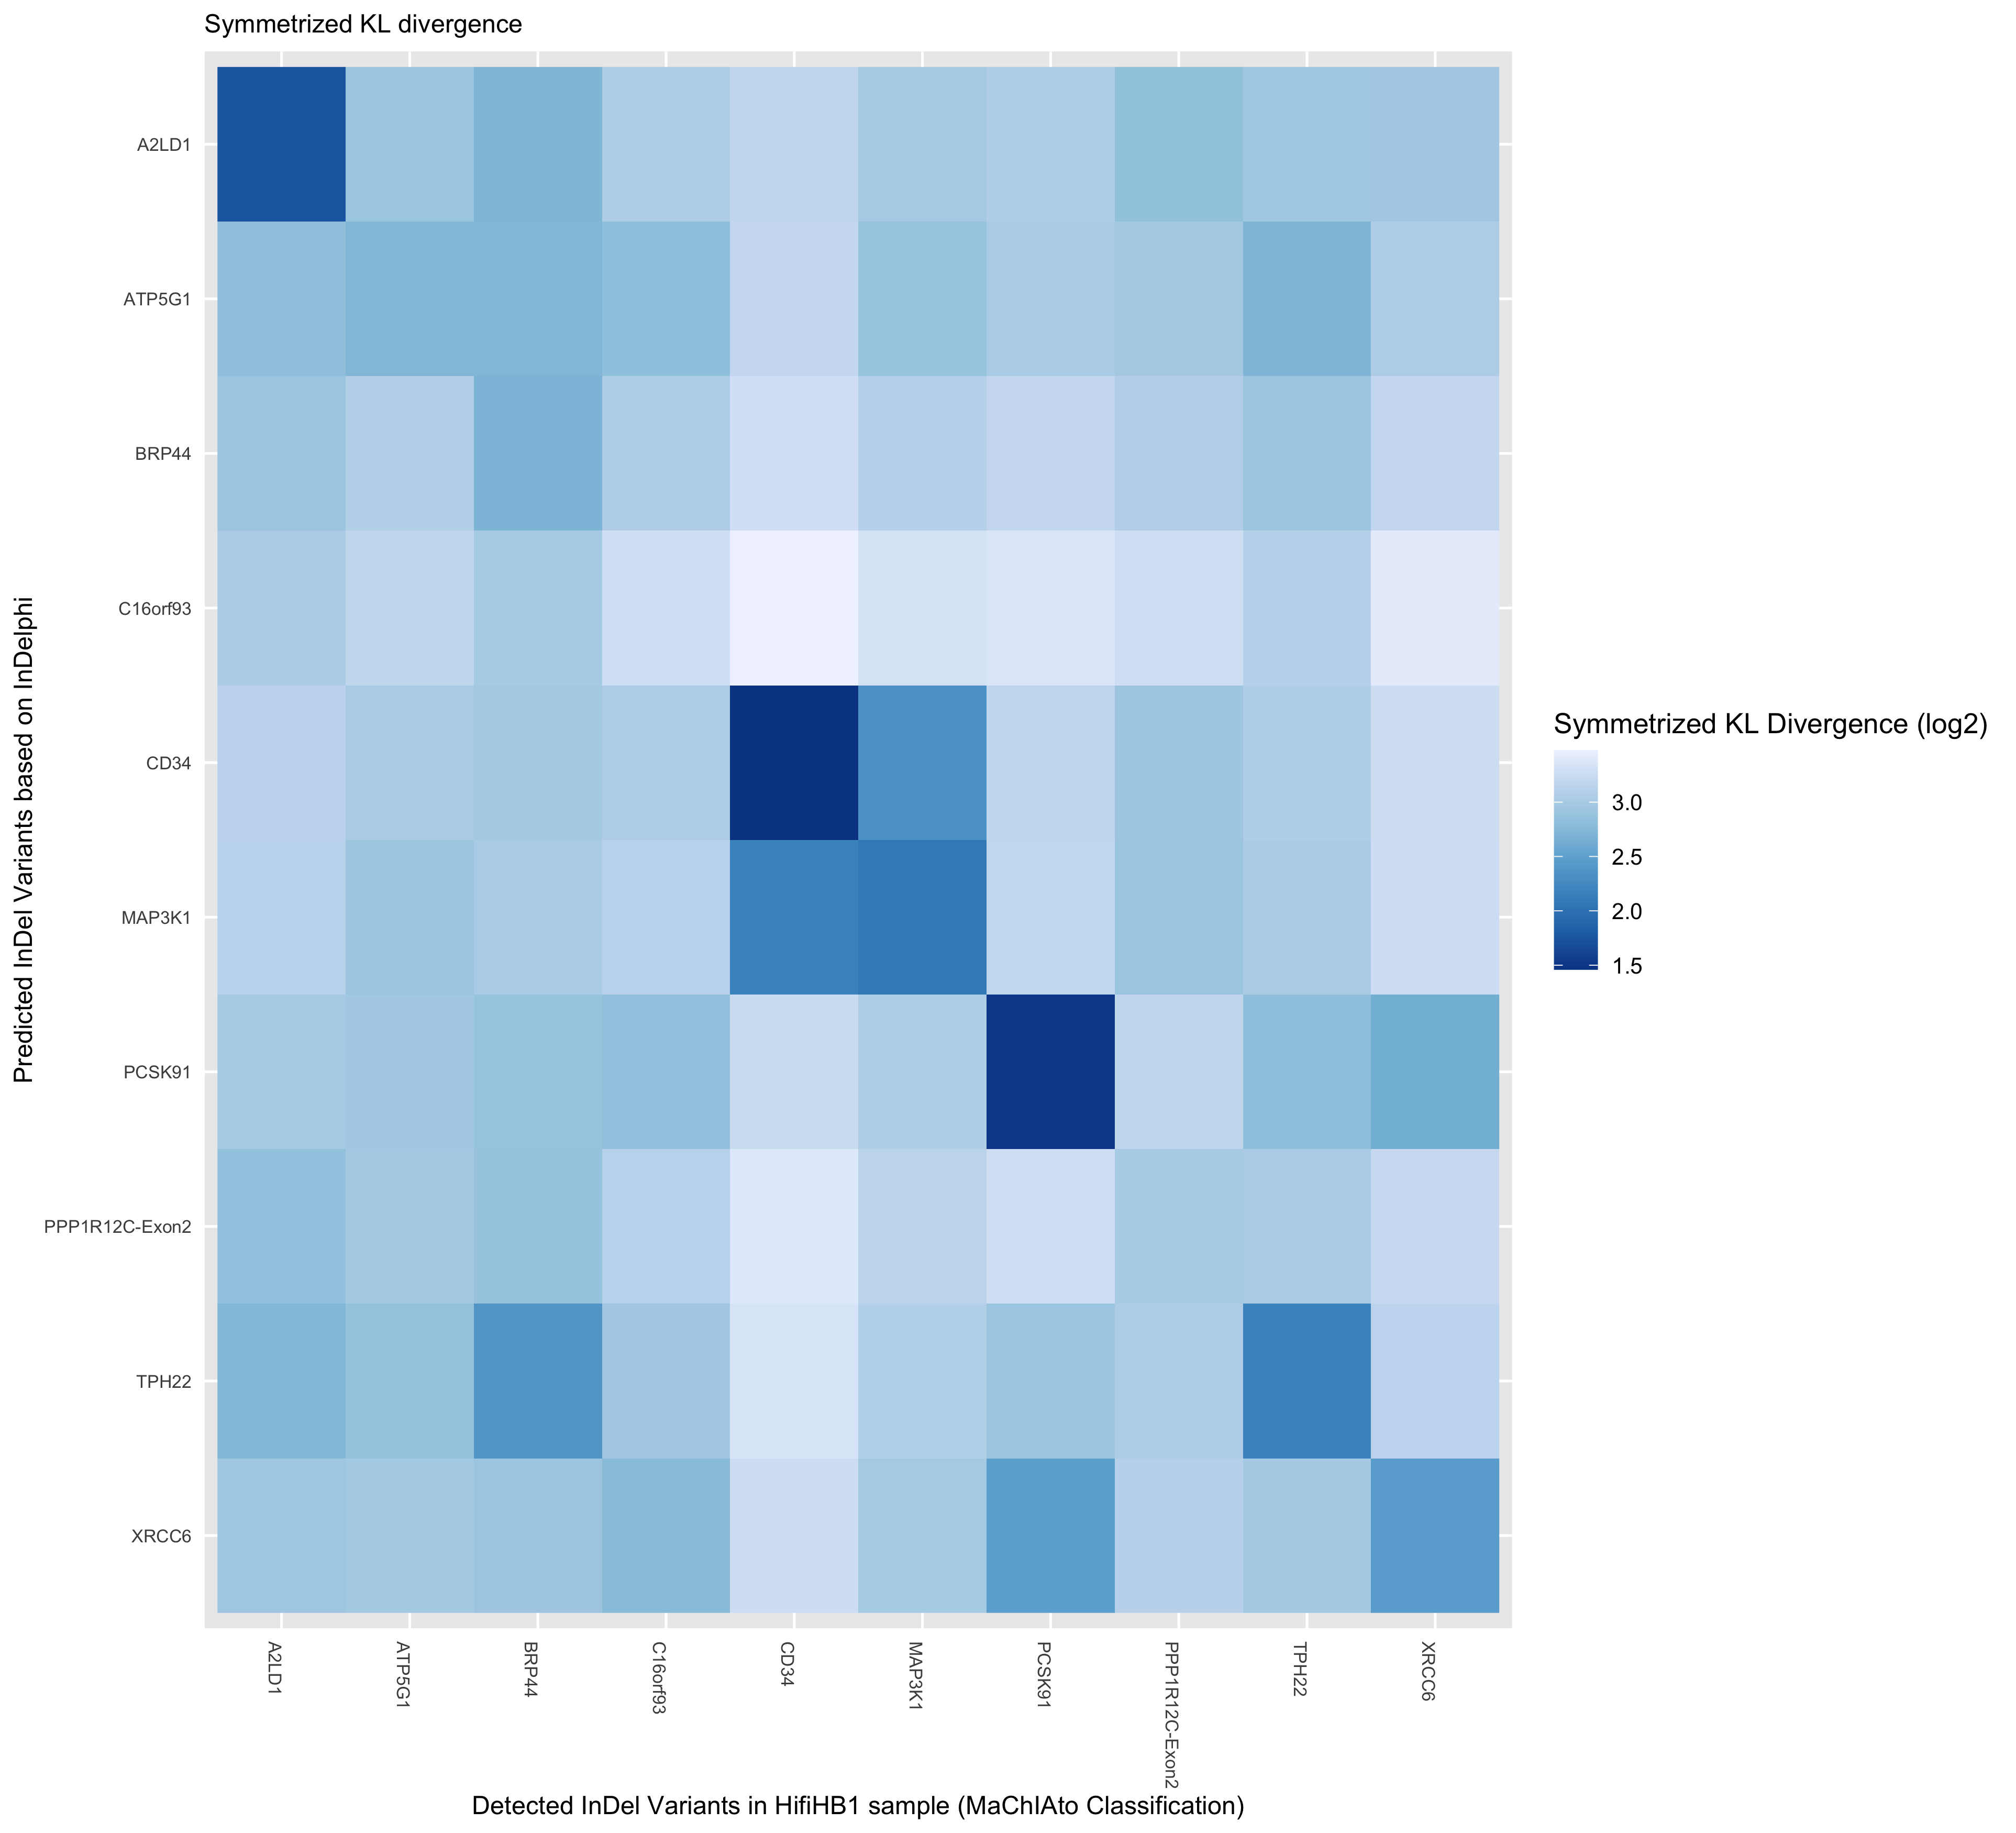 Symmetrized KL divergence
Predicted InDel Variants based on InDelphi
A2LD1
ATP5G1
BRP44
C16orf93
CD34
MAP3K1
PCSK91
PPP1R12C-Exon2
TPH22
XRCC6
A2LD1
ATP5G1
BRP44
C16orf93
CD34
MAP3K1
PCSK91
PPP1R12C-Exon2
TPH22
XRCC6
Detected InDel Variants in HifiHB1 sample (MaChIAto Classification)
Symmetrized KL Divergence (log2)
3.0
2.5
2.0
1.5